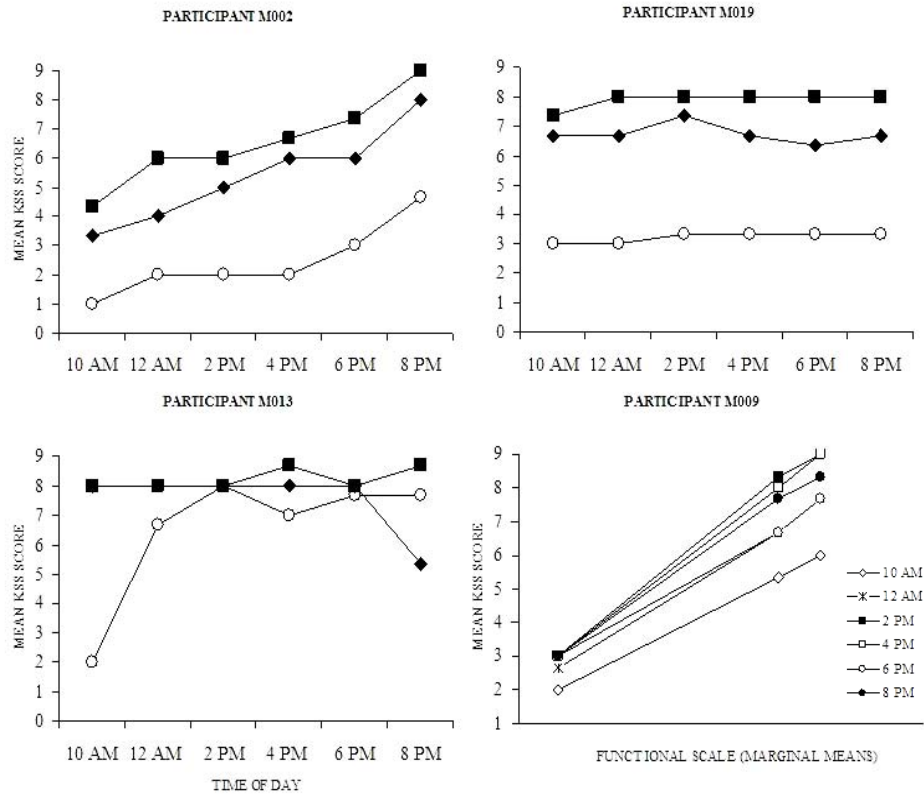 PARTICIPANT M002
MEAN KSS SCORE
9
8
7
6
5
4
3
2
1
0
10 AM 12 AM 2 PM 4 PM 6 PM 8 PM
PARTICIPANT M019
9
8
7
6
5
4
3
2
1
0
10 AM 12 AM 2 PM 4 PM 6 PM 8 PM
PARTICIPANT M013
MEAN KSS SCORE
9
8
7
6
5
4
3
2
1
0
10 AM 12 AM 2 PM 4 PM 6 PM 8 PM
TIME OF DAY
PARTICIPANT M009
MEAN KSS SCORE
9
8
7
6
5
4
3
2
1
10 AM
12 AM
2 PM
4 PM
6 PM
8 PM
FUNCTIONAL SCALE (MARGINAL MEANS)